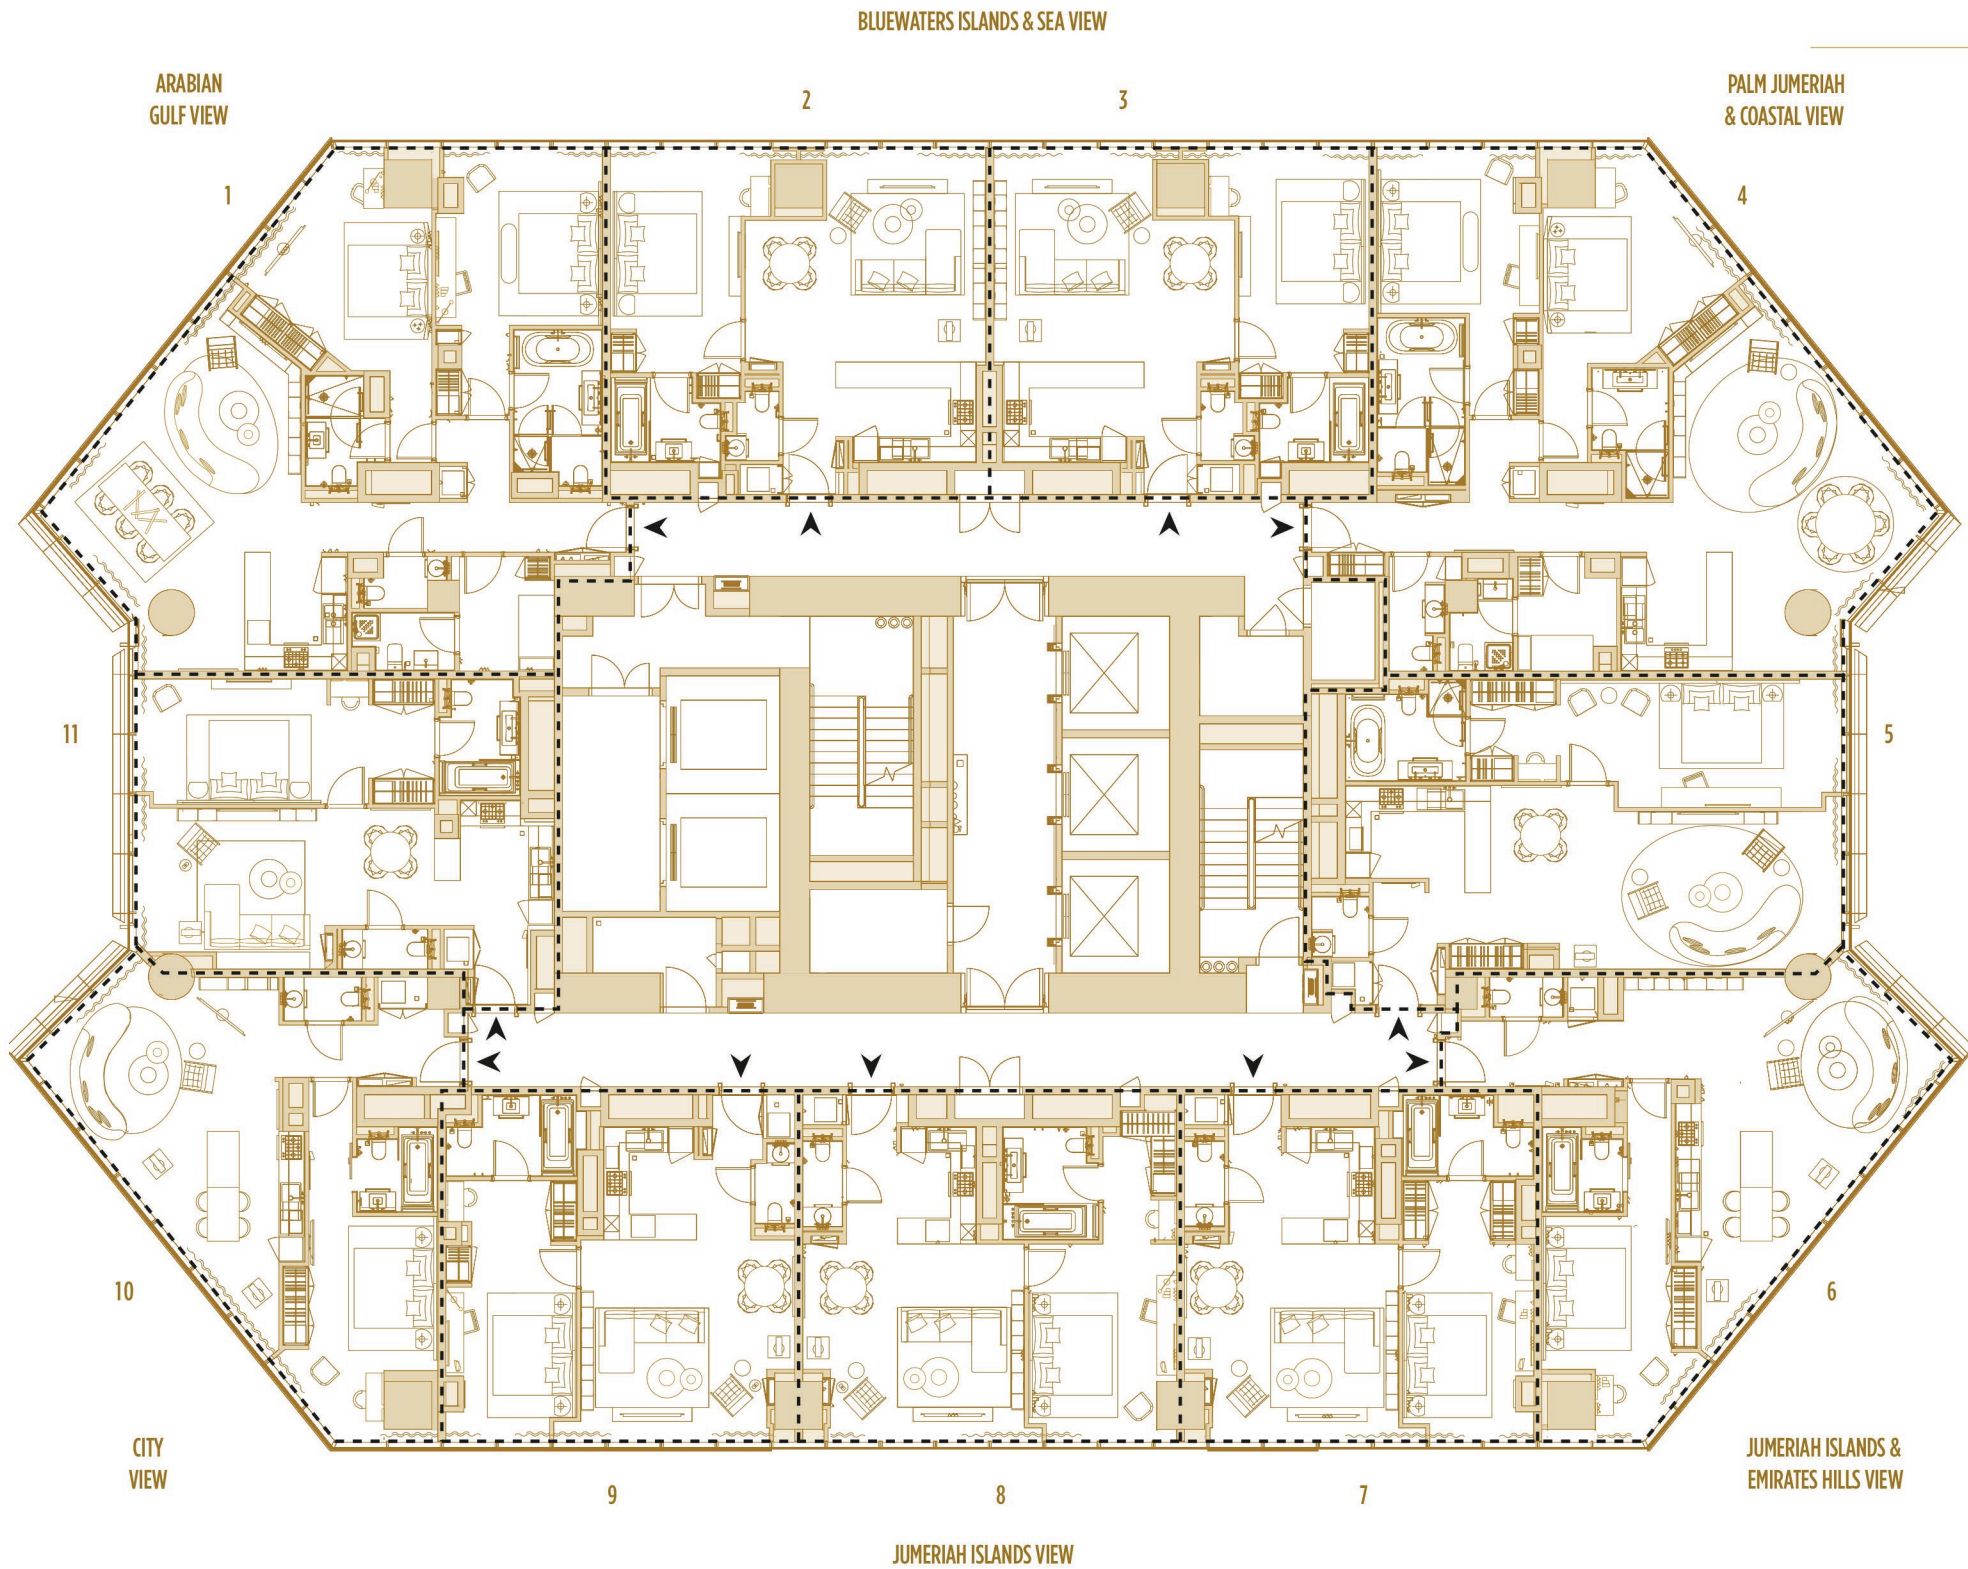 BLUEWATERS ISLANDS & SEA VIEW
ARABIAN
GULF VIEW
PALM JUMERIAH
& COASTAL VIEW
2
3
1
4
11
5
10
6
CITY
VIEW
JUMERIAH ISLANDS &
EMIRATES HILLS VIEW
9
8
7
JUMERIAH ISLANDS VIEW